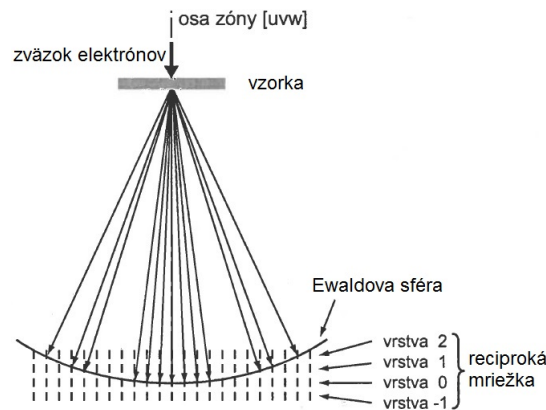 osa zóny [uvw]
zväzok elektrónov
vzorka
Ewaldova sféra
vrstva 2
vrstva 1
vrstva 0
vrstva -1
reciproká
mriežka